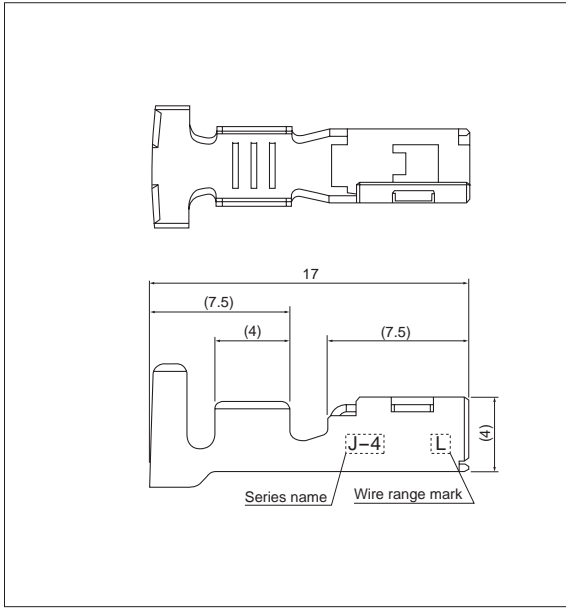 17
(7.5)
(4) (7.5)
(4)
J-4 L
Series name Wire range mark